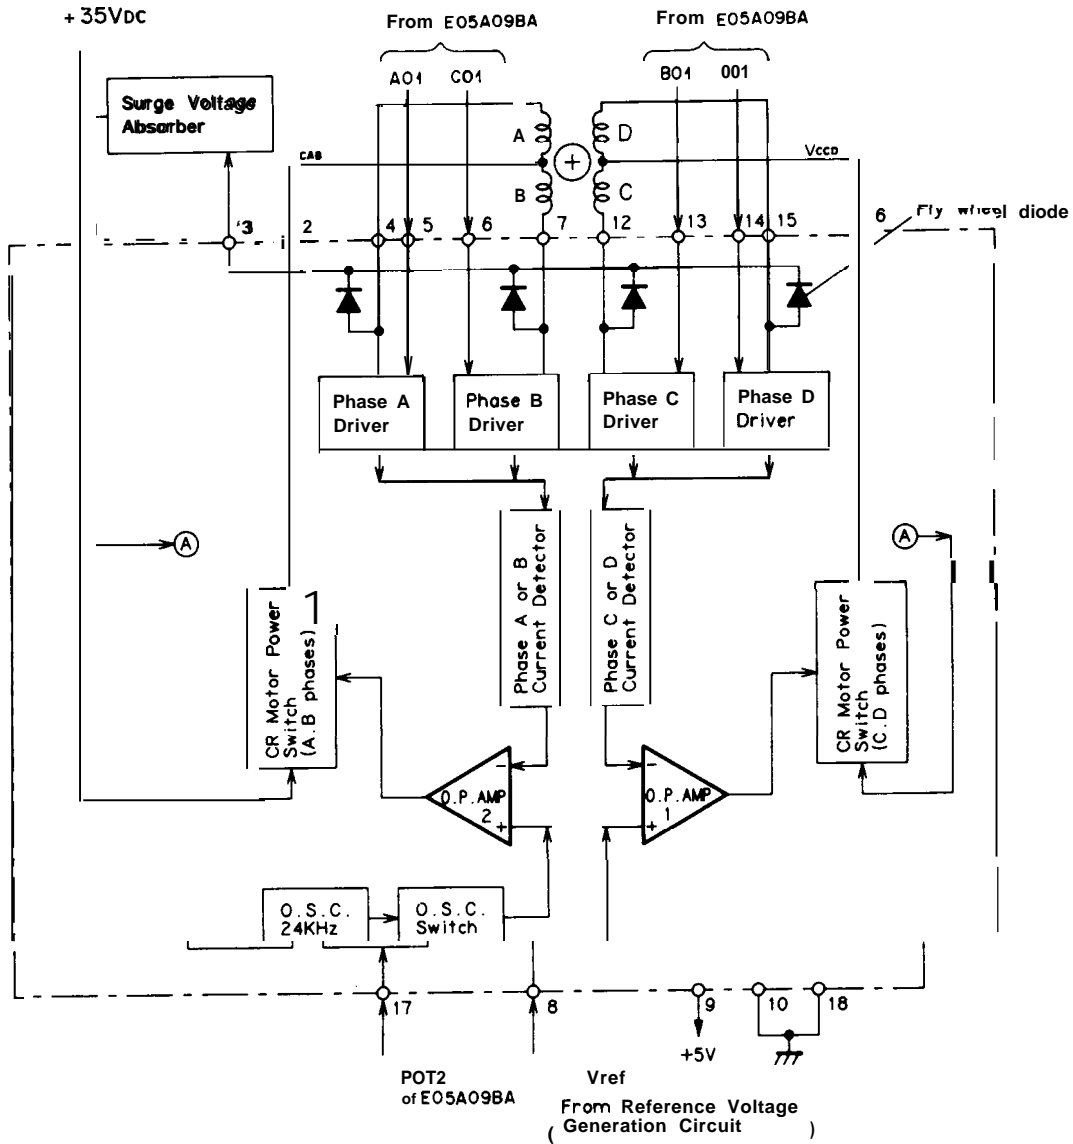 +35VDC
From E05A09BA
From E05A09BA
A01
C01
B01
001
Surge Voltage
Absorber
A
D
CAB
VCCD
B
C
'3
i 2
4
5
6
7
12
13
14
15
6
Fly wheel diode
Phase A
Driver
Phase B
Driver
Phase C
Driver
Phase D
Driver
A
A
Phase A or B
Current Detector
Phase C or D
Current Detector
CR Motor Power
Switch
(A.B phases)
1
CR Motor Power
Switch
(C.D phases)
-
O.P.AMP
2
+
-
O.P.AMP
1
+
O.S.C.
24KHz
O.S.C.
Switch
17
8
9
10
18
+5V
POT2
of E05A09BA
Vref
(From Reference Voltage
Generation Circuit)